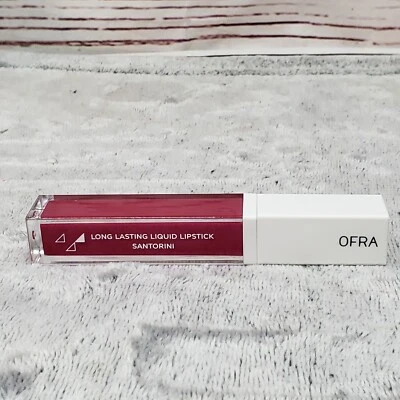 LONG LASTING LIQUID LIPSTICK
SANTORINI
OFRA